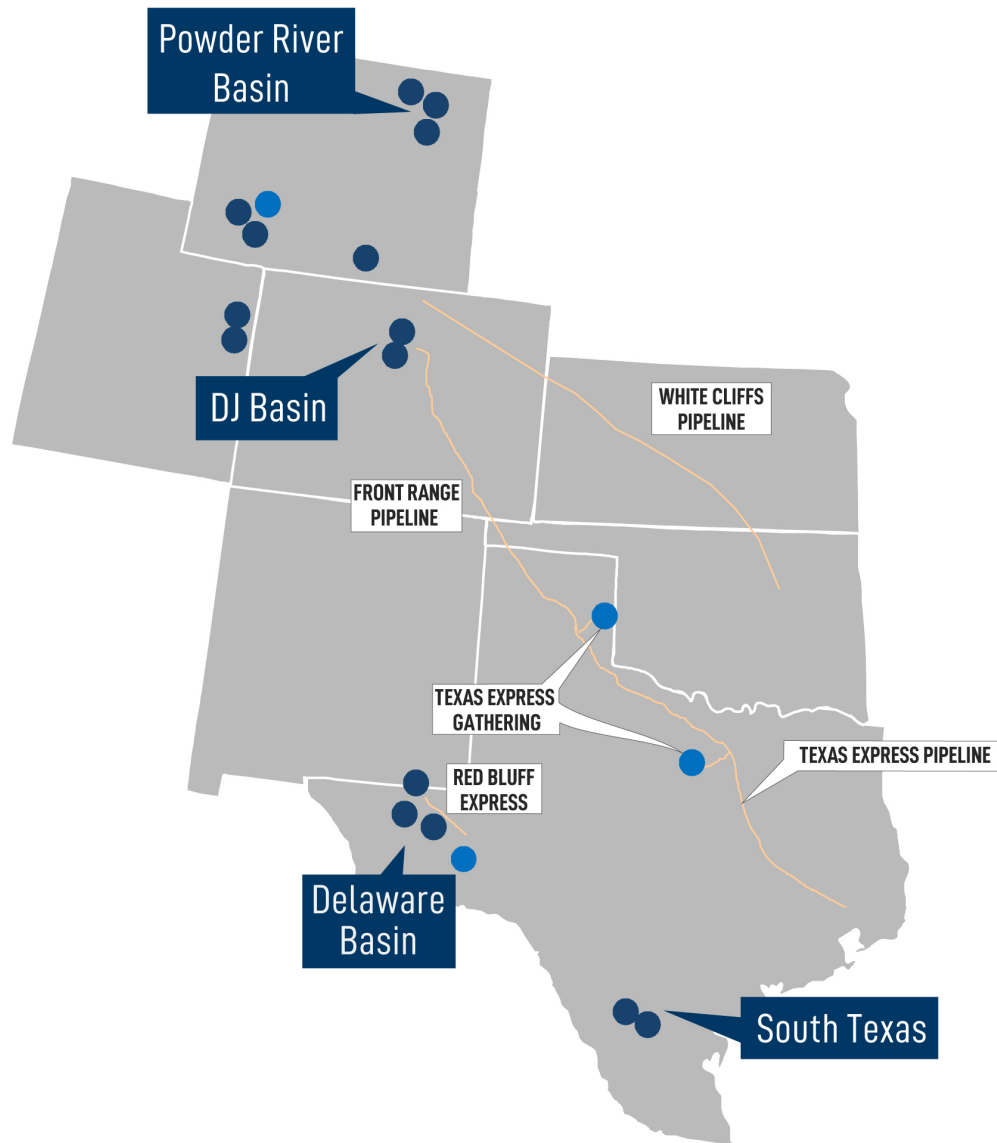 Powder River
Basin
DJ Basin
WHITE CLIFFS
PIPELINE
FRONT RANGE
PIPELINE
TEXAS EXPRESS
GATHERING
TEXAS EXPRESS PIPELINE
RED BLUFF
EXPRESS
Delaware
Basin
South Texas